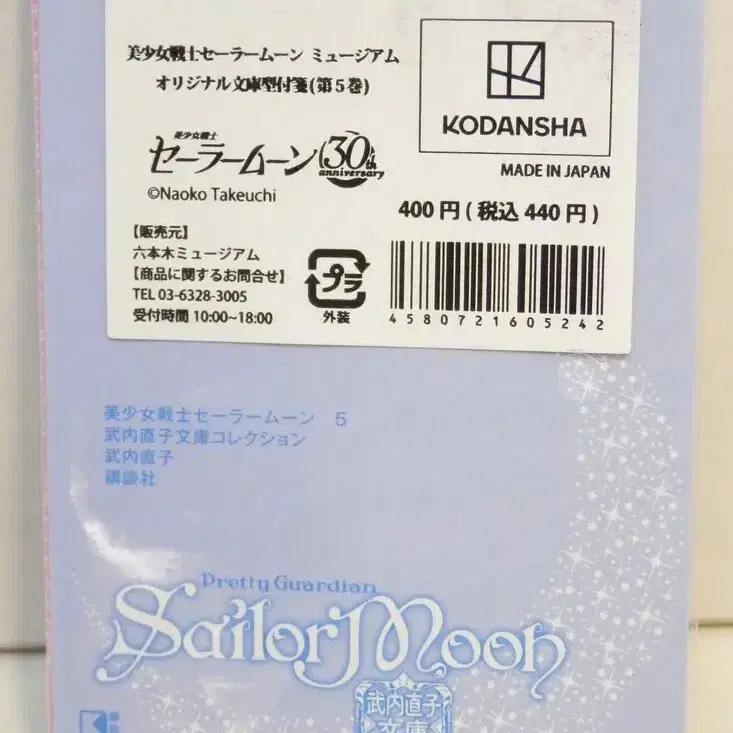 美少女戦士セーラームーン ミュージアム
オリジナル文庫型付箋(第5巻)
KODANSHA
美少女戦士
セーラームーン 30th
anniversary
©Naoko Takeuchi
MADE IN JAPAN
400円(税込440円)
【販売元】
六本木ミュージアム
【商品に関するお問合せ】
TEL 03-6328-3005
受付時間 10:00~18:00
プラ
外装
4580721605242
美少女戦士セーラームーン 5
武内直子文庫コレクション
武内直子
講談社
Pretty Guardian
Sailor Moon
武内直子
文庫